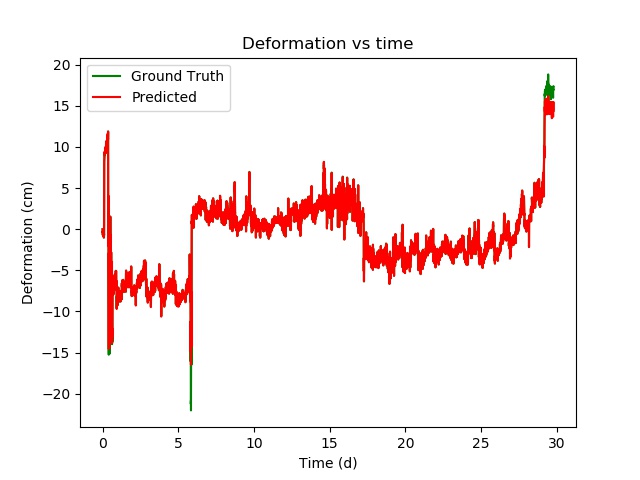 Deformation vs time
Ground Truth
Predicted
20
15
10
5
0
−5
−10
−15
−20
Deformation (cm)
0 5 10 15 20 25 30
Time (d)